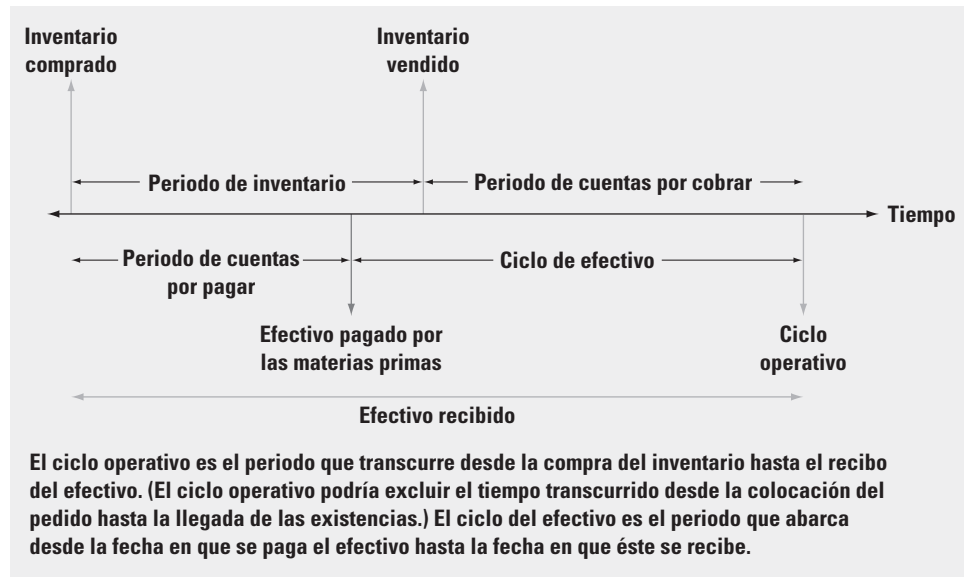 Inventario
comprado
Inventario
vendido
Periodo de inventario
Periodo de cuentas por cobrar
Tiempo
Periodo de cuentas
por pagar
Ciclo de efectivo
Efectivo pagado por
las materias primas
Ciclo
operativo
Efectivo recibido
El ciclo operativo es el periodo que transcurre desde la compra del inventario hasta el recibo
del efectivo. (El ciclo operativo podría excluir el tiempo transcurrido desde la colocación del
pedido hasta la llegada de las existencias.) El ciclo del efectivo es el periodo que abarca
desde la fecha en que se paga el efectivo hasta la fecha en que éste se recibe.